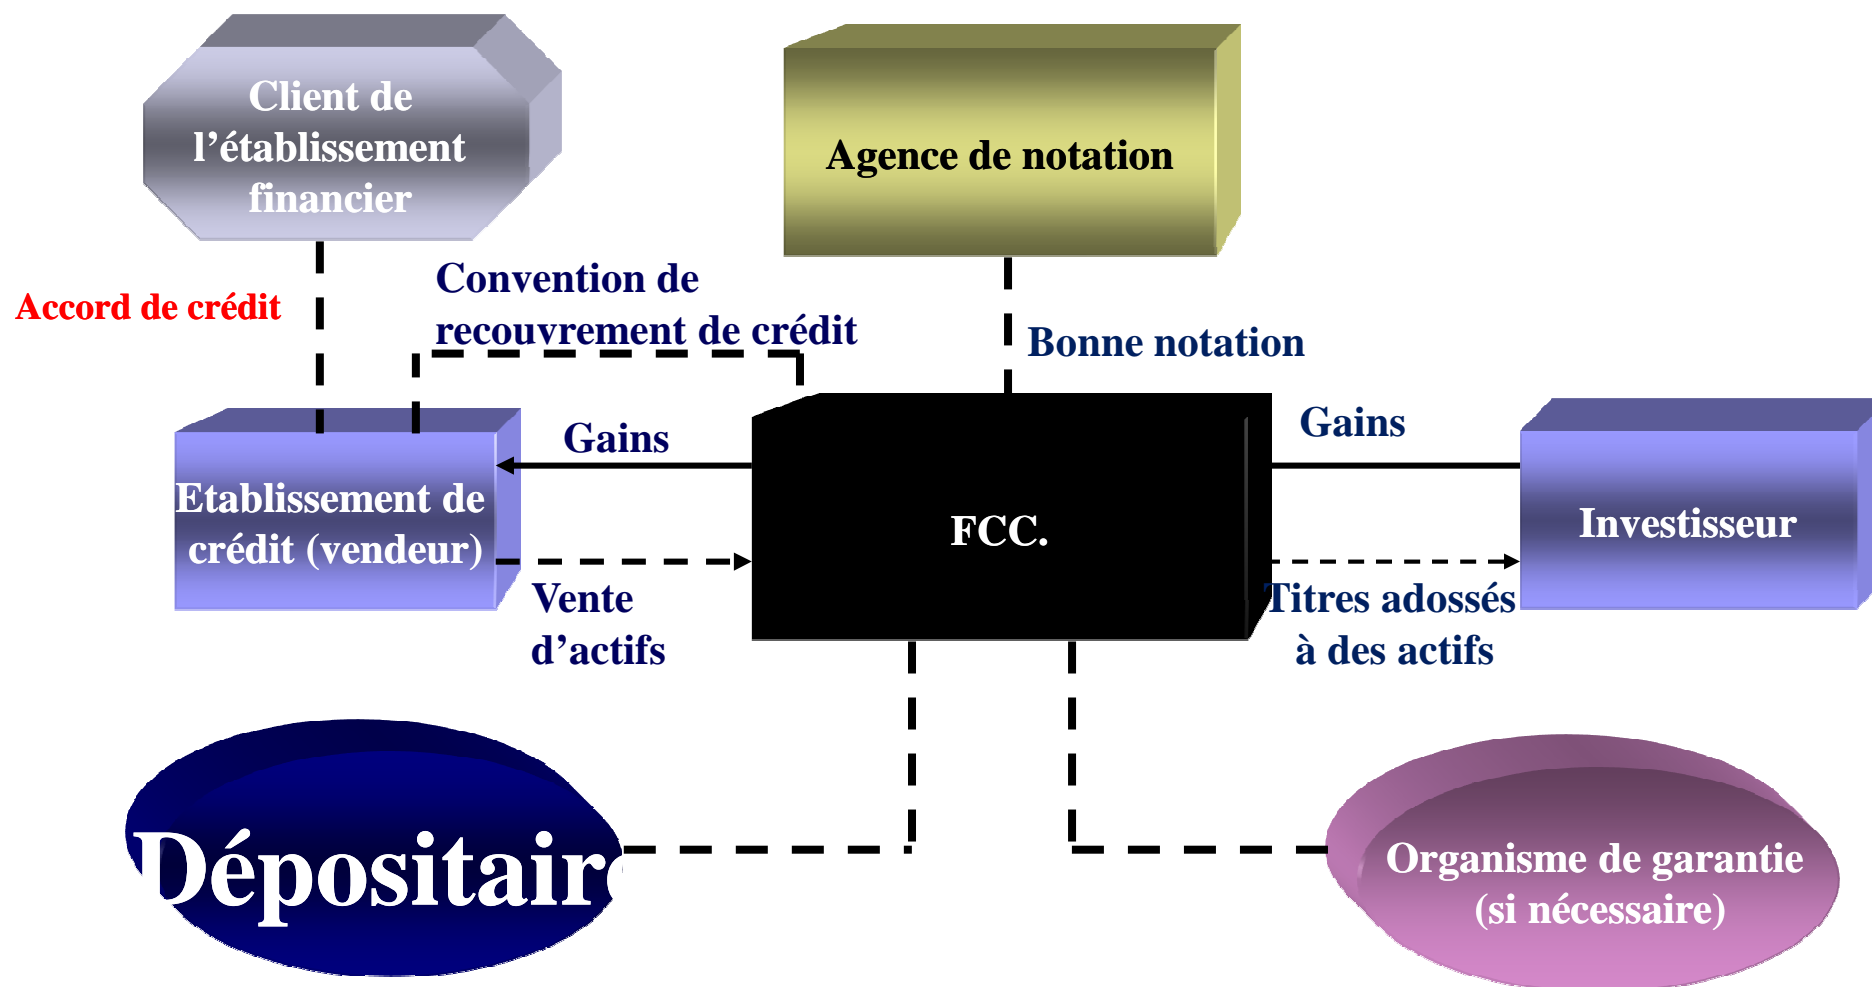 Client de
l’établissement
financier
Agence de notation
Accord de crédit
Convention de
recouvrement de crédit
Bonne notation
Gains
Gains
Etablissement de
crédit (vendeur)
FCC.
Investisseur
Vente
d’actifs
Titres adossés
à des actifs
Dépositaire
Organisme de garantie
(si nécessaire)